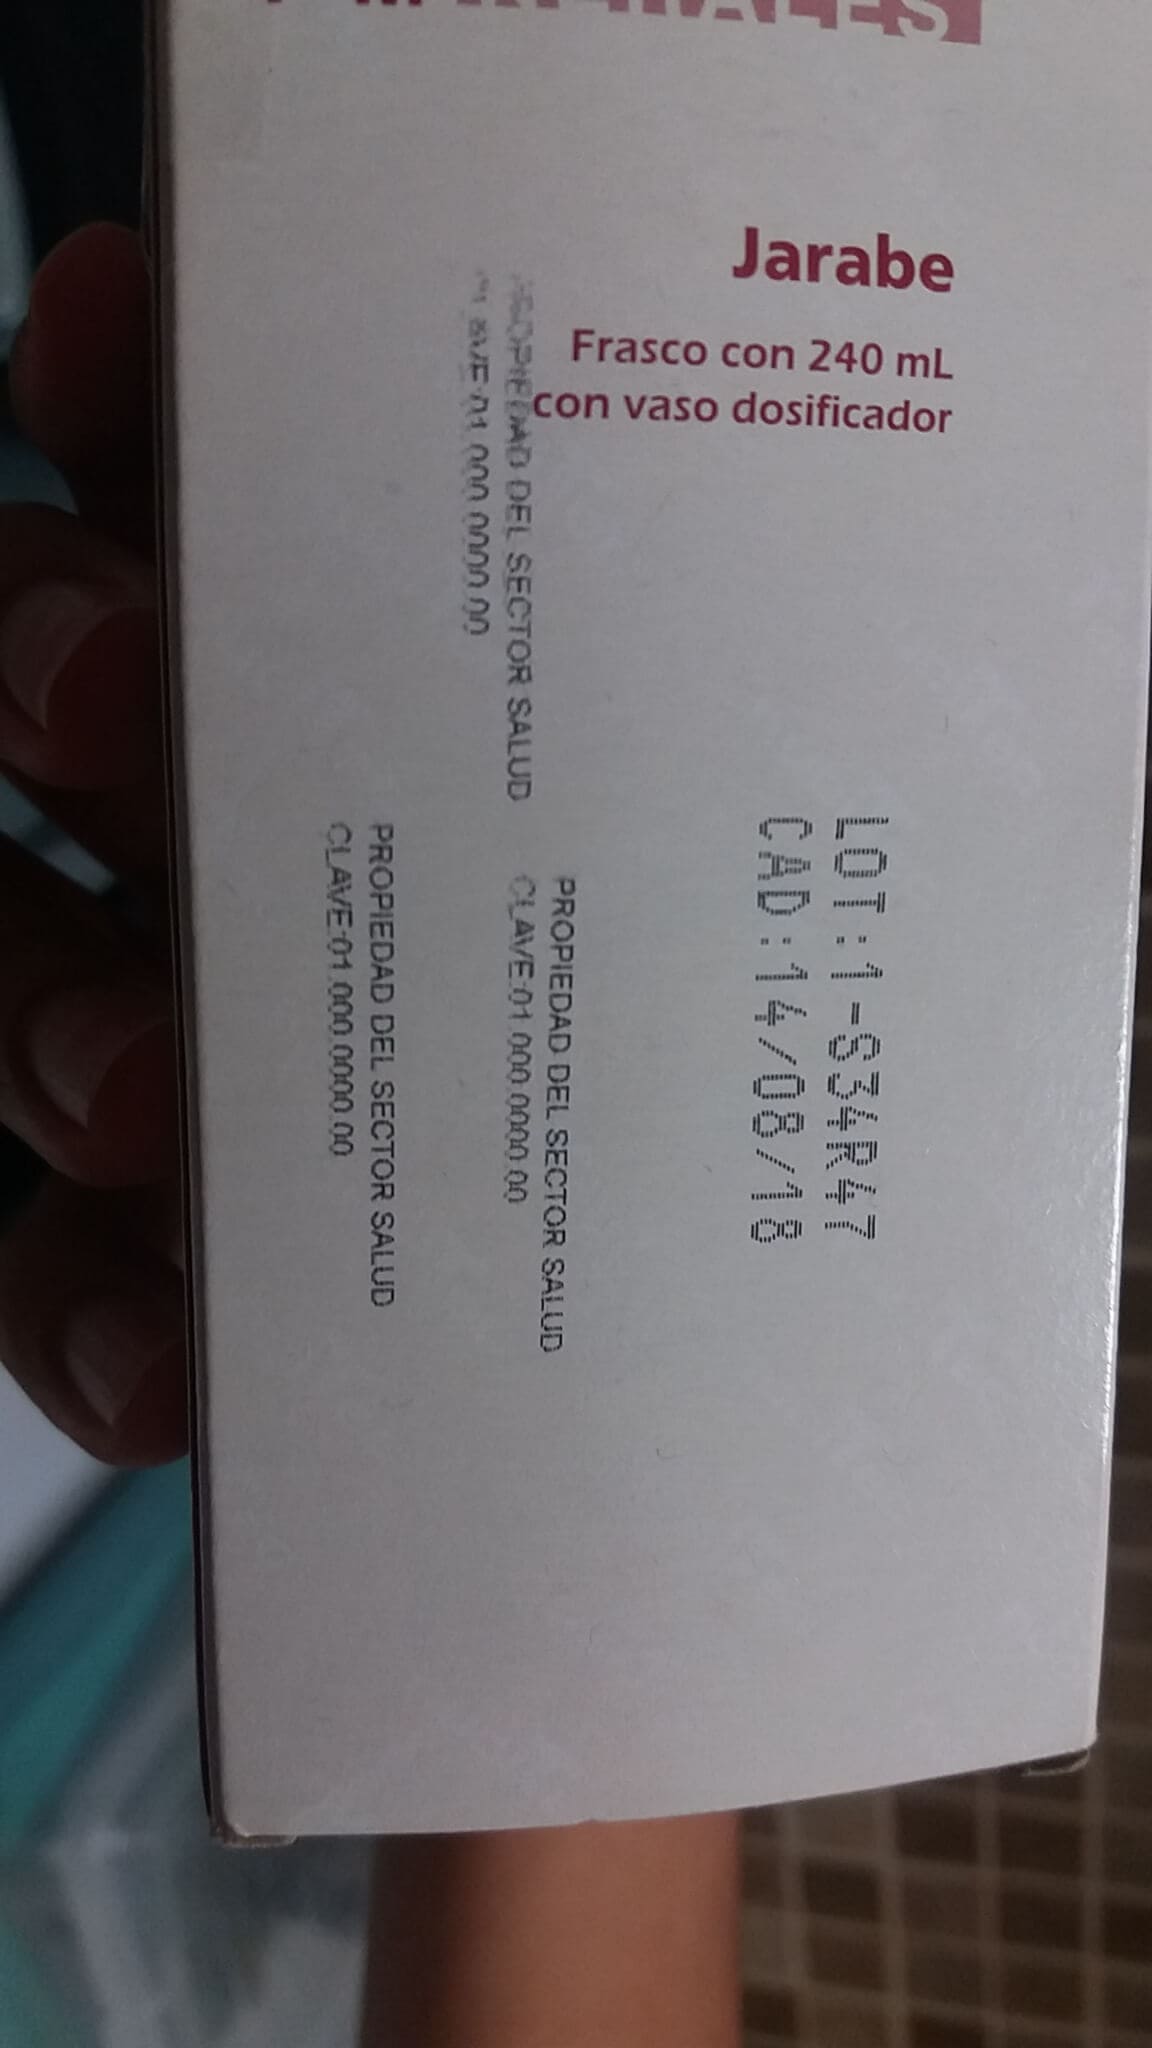 Jarabe
Frasco con 240 mL
con vaso dosificador
LOT:1-S34R47
CAD:14/08/18
PROPIEDAD DEL SECTOR SALUD
CLAVE:01.000.0000.00
PROPIEDAD DEL SECTOR SALUD
CLAVE:01.000.0000.00
PROPIEDAD DEL SECTOR SALUD
CLAVE:01.000.0000.00